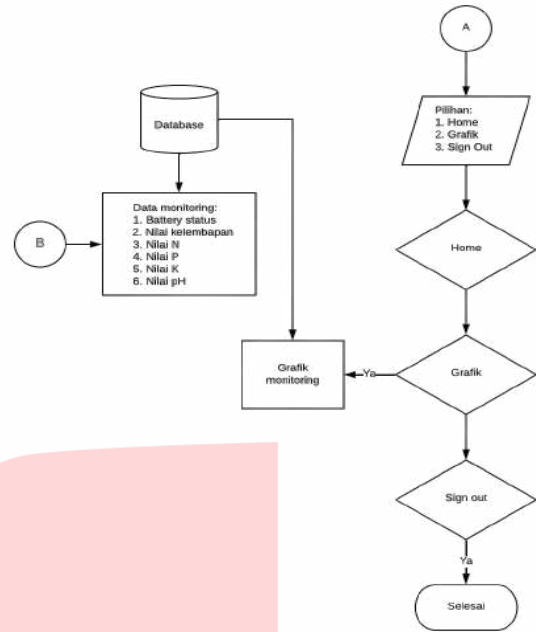 A
Pilihan:
1. Home
2. Grafik
3. Sign Out
Database
Data monitoring:
1. Battery status
2. Nilai kelembapan
3. Nilai N
4. Nilai P
5. Nilai K
6. Nilai pH
B
Home
Grafik
monitoring
Ya
Grafik
Sign out
Ya
Selesai